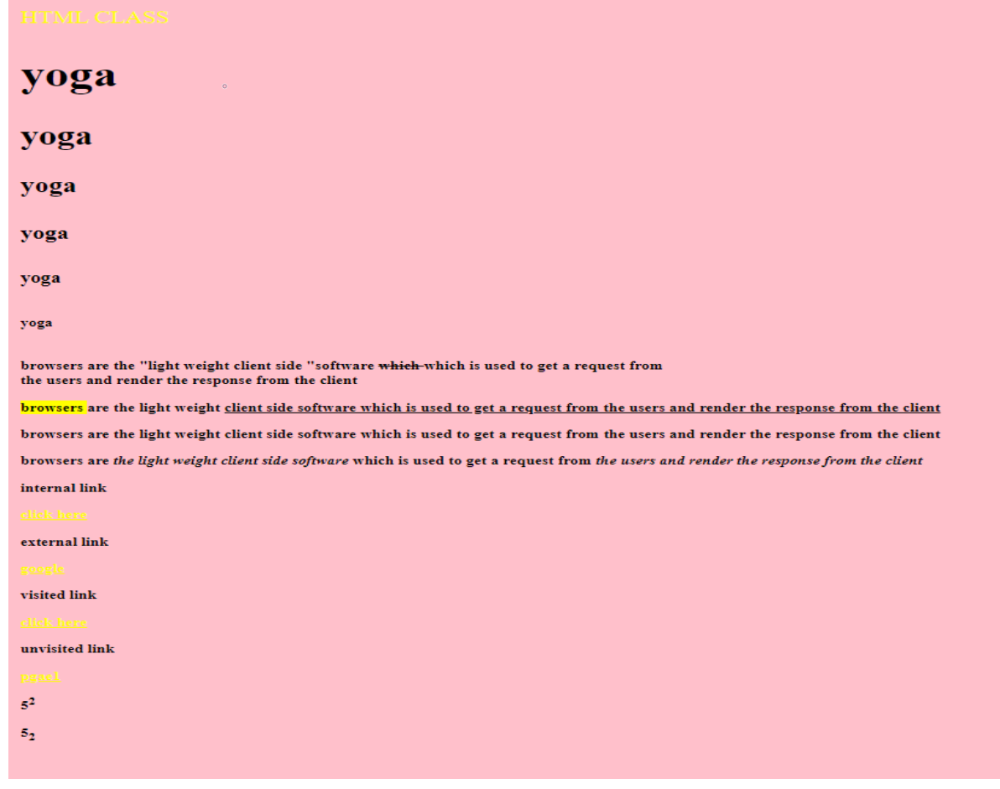 HTML CLASS
yoga
yoga
yoga
yoga
yoga
yoga
browsers are the "light weight client side "software which which is used to get a request from
the users and render the response from the client
browsers are the light weight client side software which is used to get a request from the users and render the response from the client
browsers are the light weight client side software which is used to get a request from the users and render the response from the client
browsers are the light weight client side software which is used to get a request from the users and render the response from the client
internal link
click here
external link
google
visited link
click here
unvisited link
pgae1
5²
5₂